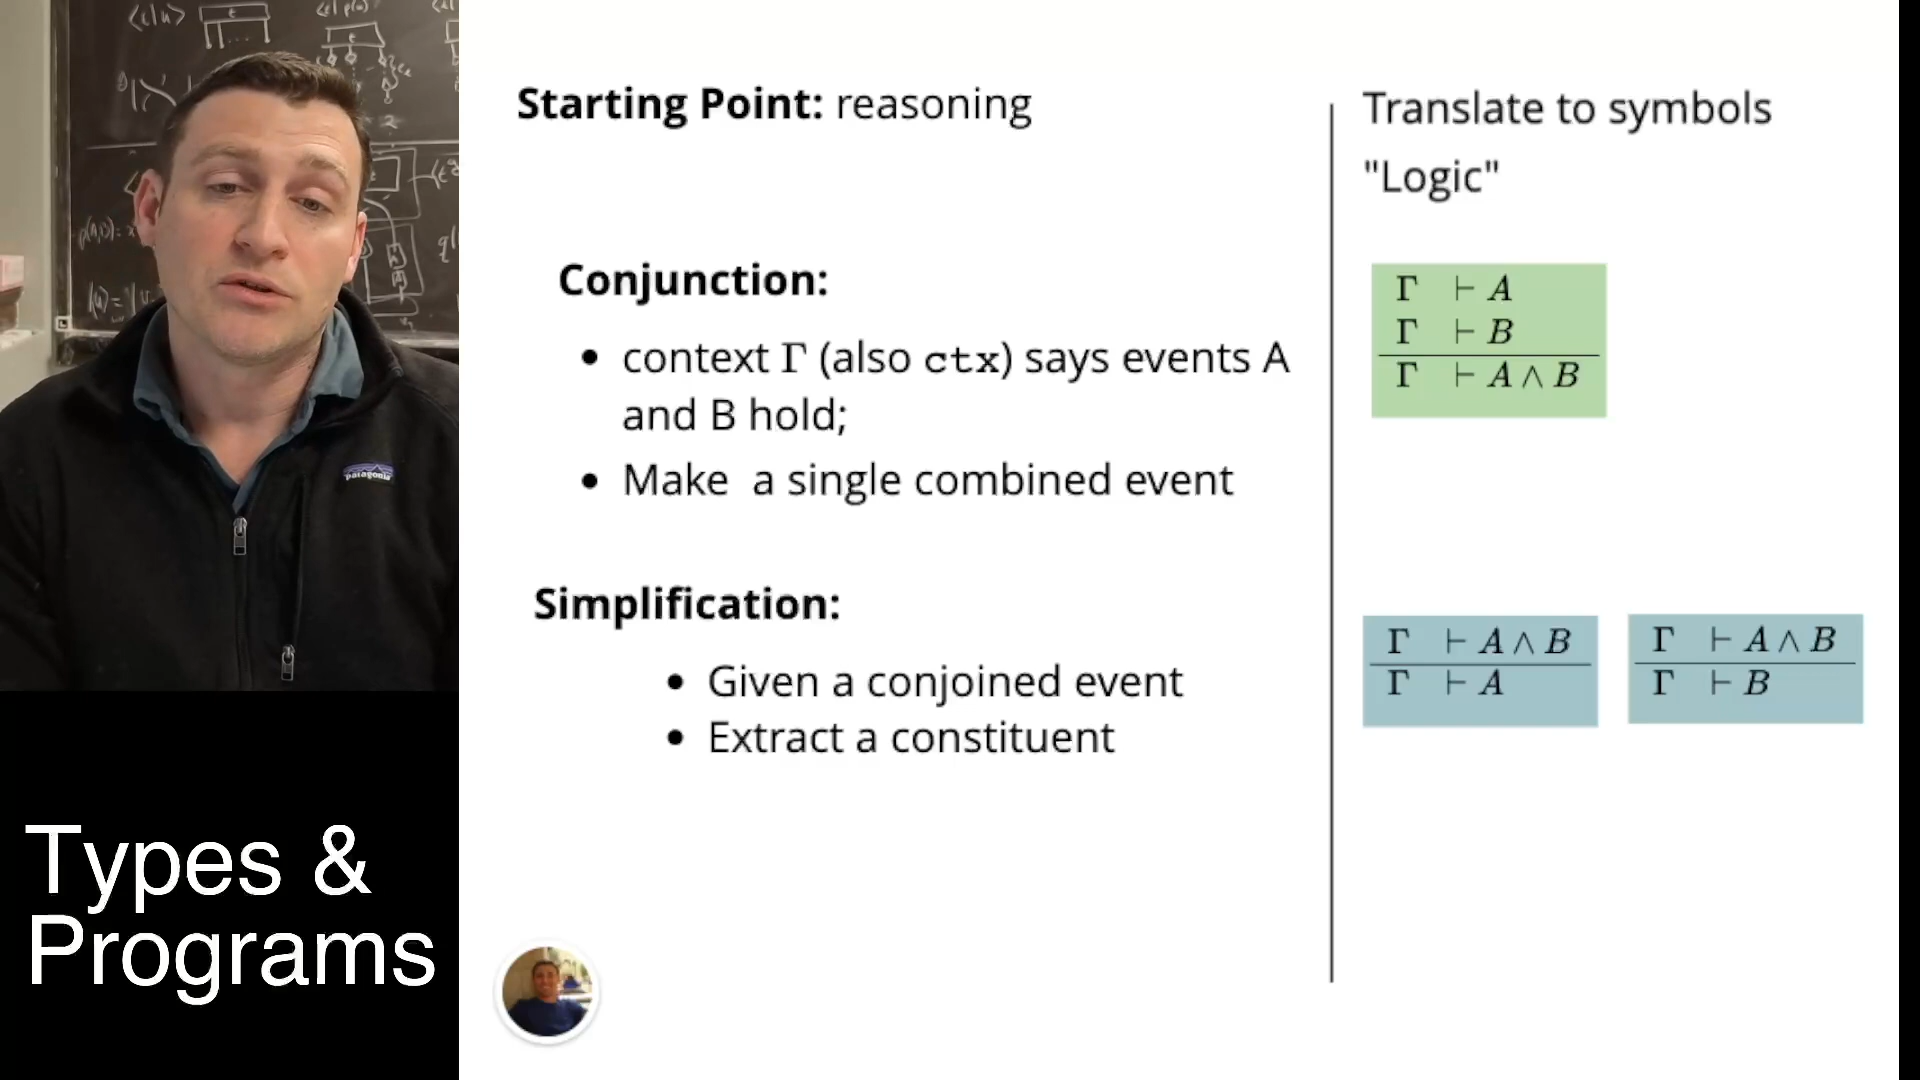 Starting Point: reasoning
Translate to symbols
"Logic"
Conjunction:
• context Γ (also ctx) says events A
and B hold;
• Make a single combined event
Γ ⊢ A
Γ ⊢ B
Γ ⊢ A ∧ B
Simplification:
• Given a conjoined event
• Extract a constituent
Γ ⊢ A ∧ B
Γ ⊢ A
Γ ⊢ A ∧ B
Γ ⊢ B
patagonia
Types &
Programs